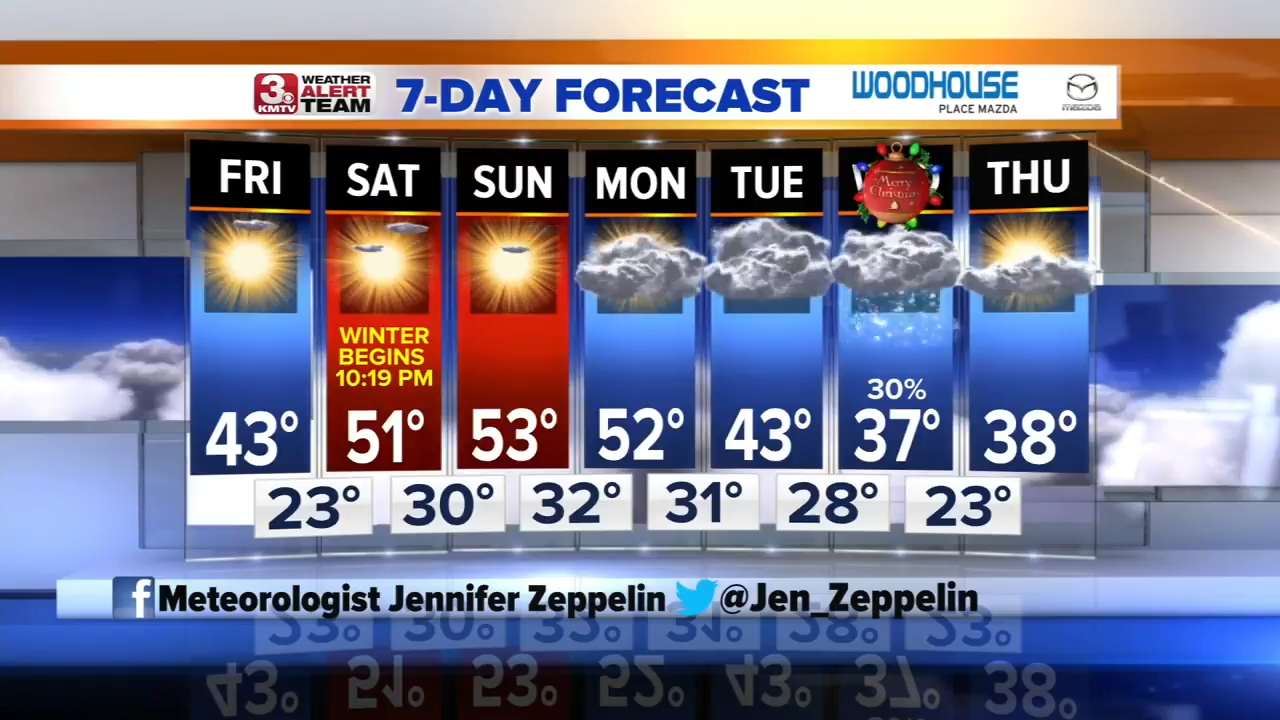 3
KMTV
WEATHER
ALERT
TEAM
7-DAY FORECAST
WOODHOUSE
PLACE MAZDA
FRI
SAT
SUN
MON
TUE
Merry
Christmas
THU
WINTER
BEGINS
10:19 PM
30%
43° 51° 53° 52° 43° 37° 38°
23° 30° 32° 31° 28° 23°
f Meteorologist Jennifer Zeppelin @Jen_Zeppelin